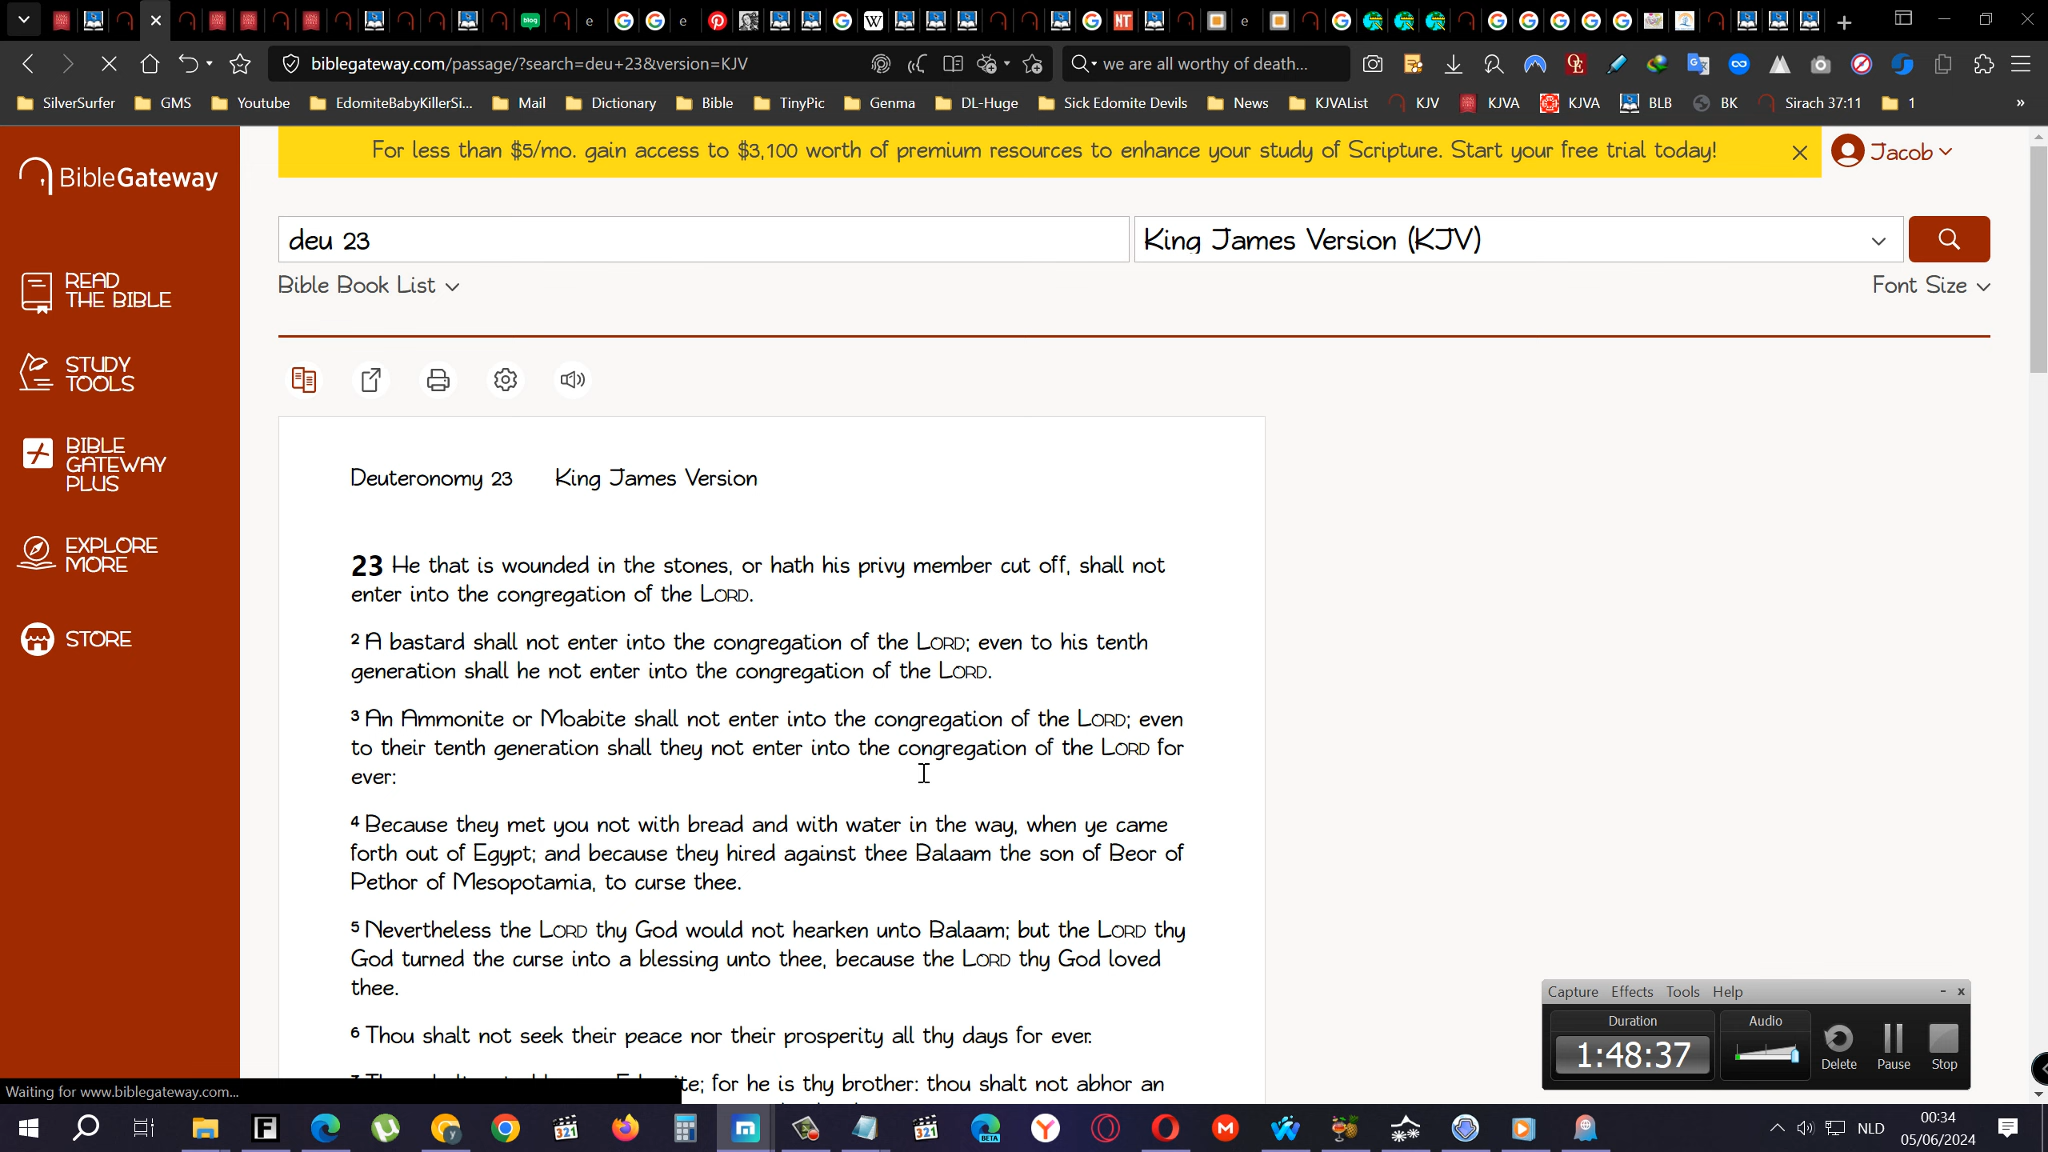 biblegateway.com/passage/?search=deu+23&version=KJV
we are all worthy of death...
SilverSurfer
GMS
Youtube
EdomiteBabyKillerSi...
Mail
Dictionary
Bible
TinyPic
Genma
DL-Huge
Sick Edomite Devils
News
KJVAList
KJV
KJVA
KJVA
BLB
BK
Sirach 37:11
1
»
BibleGateway
For less than $5/mo. gain access to $3,100 worth of premium resources to enhance your study of Scripture. Start your free trial today!
Jacob
deu 23
King James Version (KJV)
Bible Book List
Font Size
READ
THE BIBLE
STUDY
TOOLS
BIBLE
GATEWAY
PLUS
EXPLORE
MORE
STORE
Deuteronomy 23 King James Version
23 He that is wounded in the stones, or hath his privy member cut off, shall not
enter into the congregation of the LORD.
2 A bastard shall not enter into the congregation of the LORD; even to his tenth
generation shall he not enter into the congregation of the LORD.
3 An Ammonite or Moabite shall not enter into the congregation of the LORD; even
to their tenth generation shall they not enter into the congregation of the LORD for
ever:
4 Because they met you not with bread and with water in the way, when ye came
forth out of Egypt; and because they hired against thee Balaam the son of Beor of
Pethor of Mesopotamia, to curse thee.
5 Nevertheless the LORD thy God would not hearken unto Balaam; but the LORD thy
God turned the curse into a blessing unto thee, because the LORD thy God loved
thee.
6 Thou shalt not seek their peace nor their prosperity all thy days for ever.
for he is thy brother: thou shalt not abhor an
Capture Effects Tools Help
Duration
Audio
1:48:37
Delete
Pause
Stop
Waiting for www.biblegateway.com...
NLD
00:34
05/06/2024